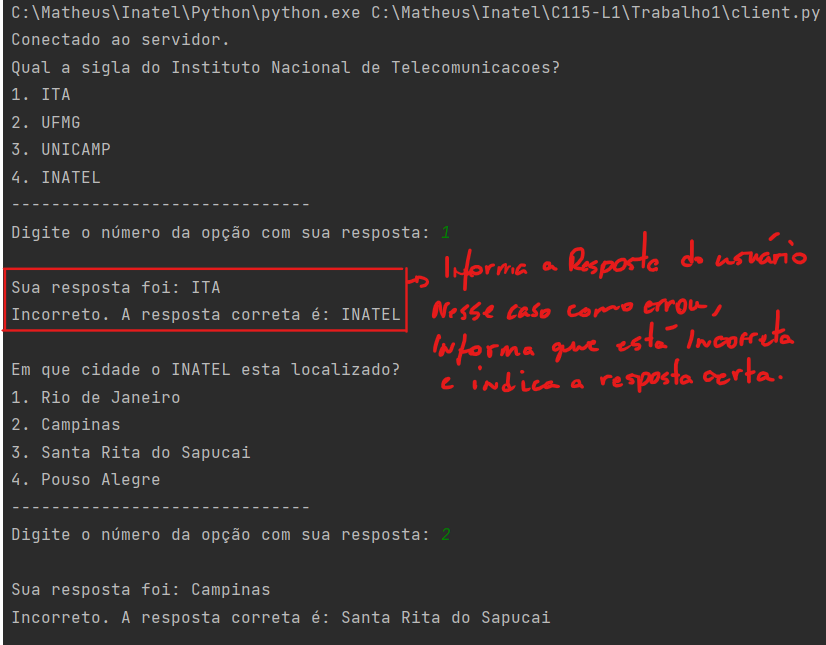 C:\Matheus\Inatel\Python\python.exe C:\Matheus\Inatel\C115-L1\Trabalho1\client.py
Conectado ao servidor.
Qual a sigla do Instituto Nacional de Telecomunicacoes?
1. ITA
2. UFMG
3. UNICAMP
4. INATEL
------------------------------
Digite o número da opção com sua resposta: 1
Sua resposta foi: ITA
Incorreto. A resposta correta é: INATEL
Informa a Resposta do usuário
Nesse caso como errou,
Informa que está Incorreta
e indica a resposta certa.
Em que cidade o INATEL esta localizado?
1. Rio de Janeiro
2. Campinas
3. Santa Rita do Sapucai
4. Pouso Alegre
------------------------------
Digite o número da opção com sua resposta: 2
Sua resposta foi: Campinas
Incorreto. A resposta correta é: Santa Rita do Sapucai